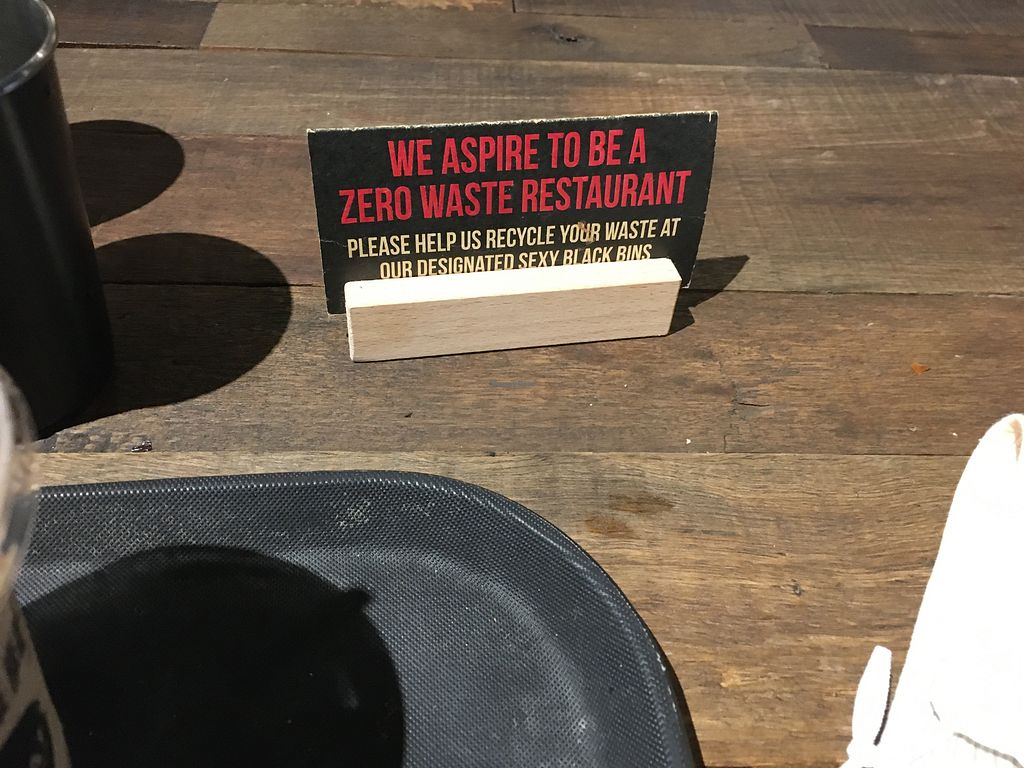 WE ASPIRE TO BE A
ZERO WASTE RESTAURANT
PLEASE HELP US RECYCLE YOUR WASTE AT
OUR DESIGNATED SEXY BLACK BINS